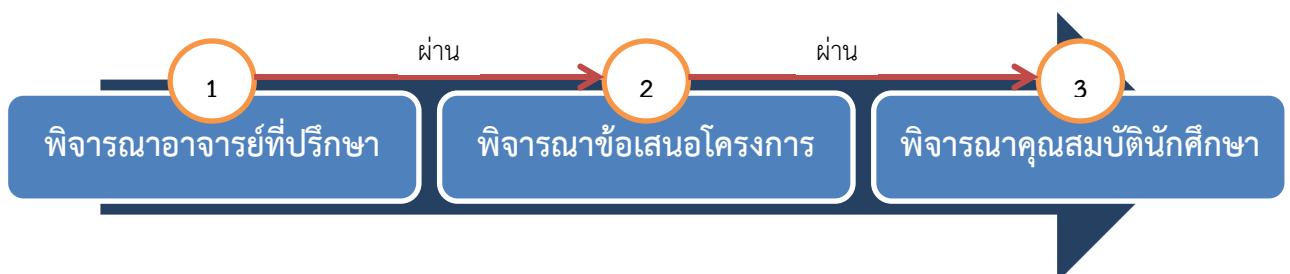 ผ่าน
ผ่าน
1
2
3
พิจารณาอาจารย์ที่ปรึกษา
พิจารณาข้อเสนอโครงการ
พิจารณาคุณสมบัตินักศึกษา